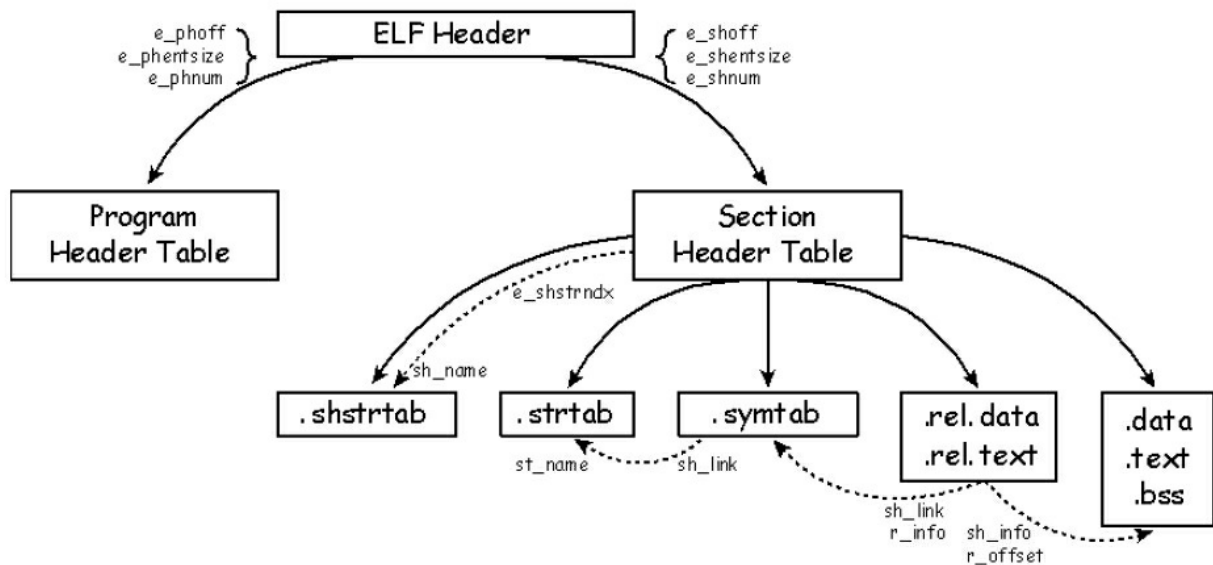 e_phoff
e_phentsize
e_phnum
ELF Header
e_shoff
e_shentsize
e_shnum
Program
Header Table
Section
Header Table
e_shstrndx
sh_name
.shstrtab
.strtab
.symtab
.rel.data
.rel.text
.data
.text
.bss
st_name
sh_link
sh_link
r_info
sh_info
r_offset